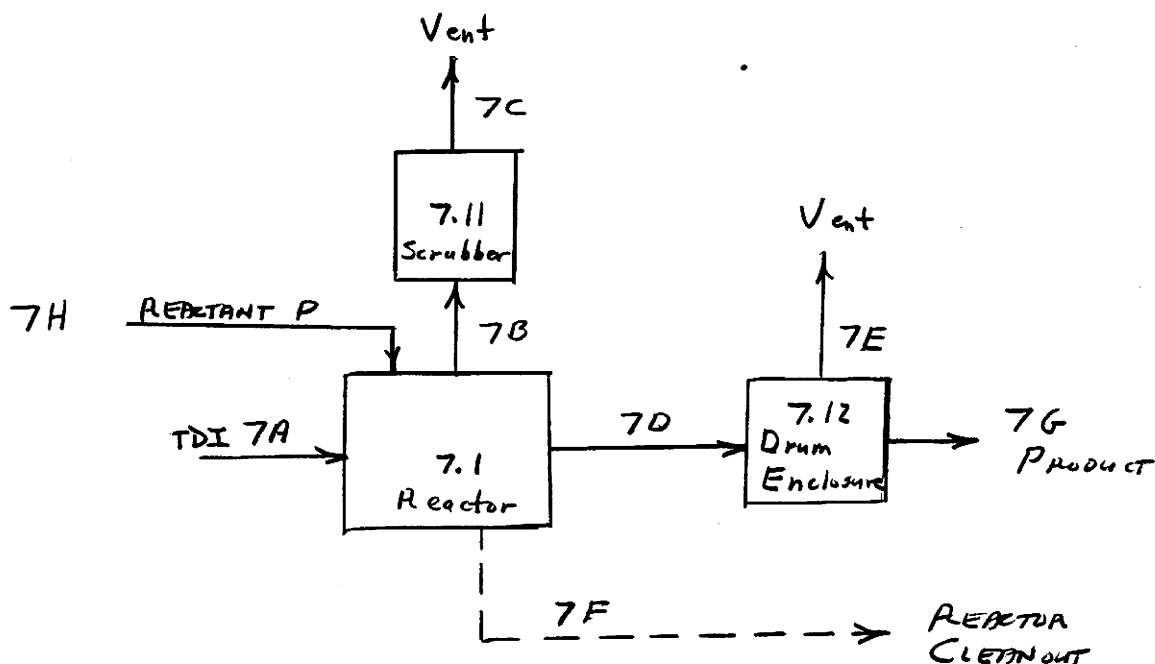 Vent
7C
7.11
Scrubber
Vent
7H
REACTANT P
7B
7E
TDI 7A
7.1
Reactor
7D
7.12
Drum
Enclosure
7G
PRODUCT
7F
REACTOR
CLEANOUT